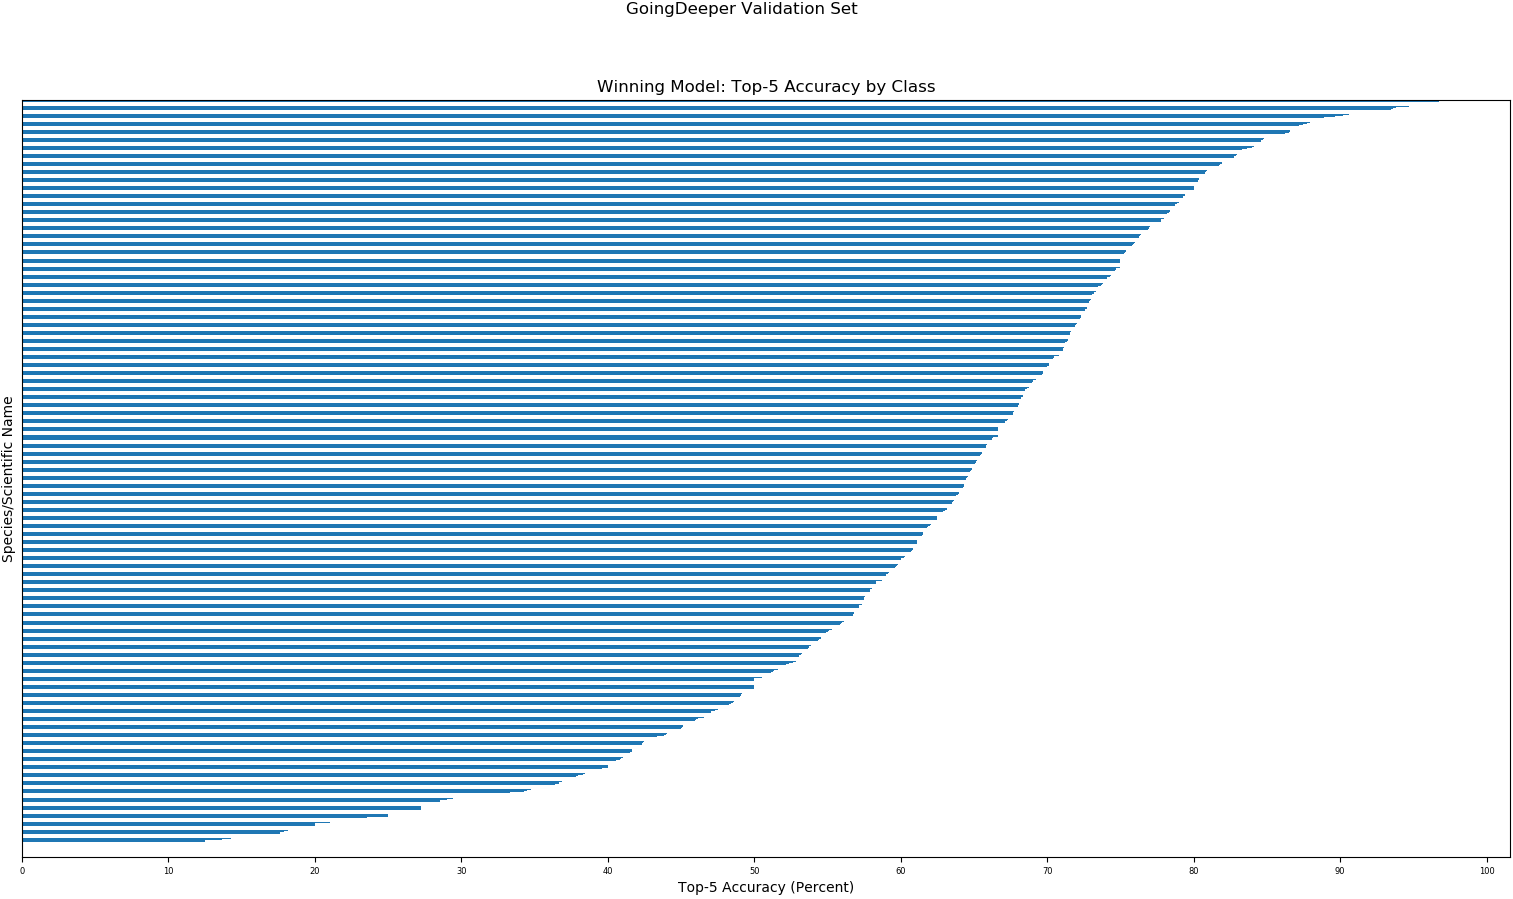 GoingDeeper Validation Set
Winning Model: Top-5 Accuracy by Class
Species/Scientific Name
0 10 20 30 40 50 60 70 80 90 100
Top-5 Accuracy (Percent)